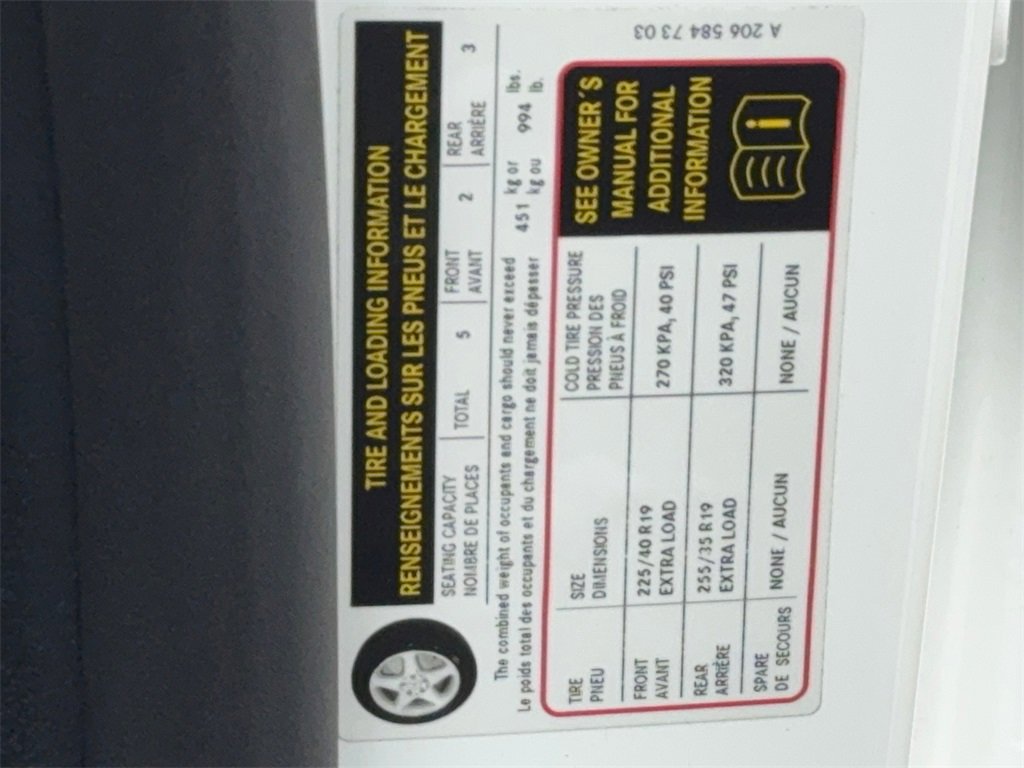 TIRE AND LOADING INFORMATION
RENSEIGNEMENTS SUR LES PNEUS ET LE CHARGEMENT
SEATING CAPACITY
NOMBRE DE PLACES
TOTAL 5
FRONT
AVANT
2
REAR
ARRIÈRE
3
The combined weight of occupants and cargo should never exceed 451 kg or 994 lbs.
Le poids total des occupants et du chargement ne doit jamais dépasser kg ou lb.
TIRE
PNEU
SIZE
DIMENSIONS
COLD TIRE PRESSURE
PRESSION DES
PNEUS À FROID
FRONT
AVANT
225/40 R19
EXTRA LOAD
270 KPA, 40 PSI
REAR
ARRIÈRE
255/35 R19
EXTRA LOAD
320 KPA, 47 PSI
SPARE
DE SECOURS
NONE / AUCUN
NONE / AUCUN
SEE OWNER´S
MANUAL FOR
ADDITIONAL
INFORMATION
i
A 206 584 73 03